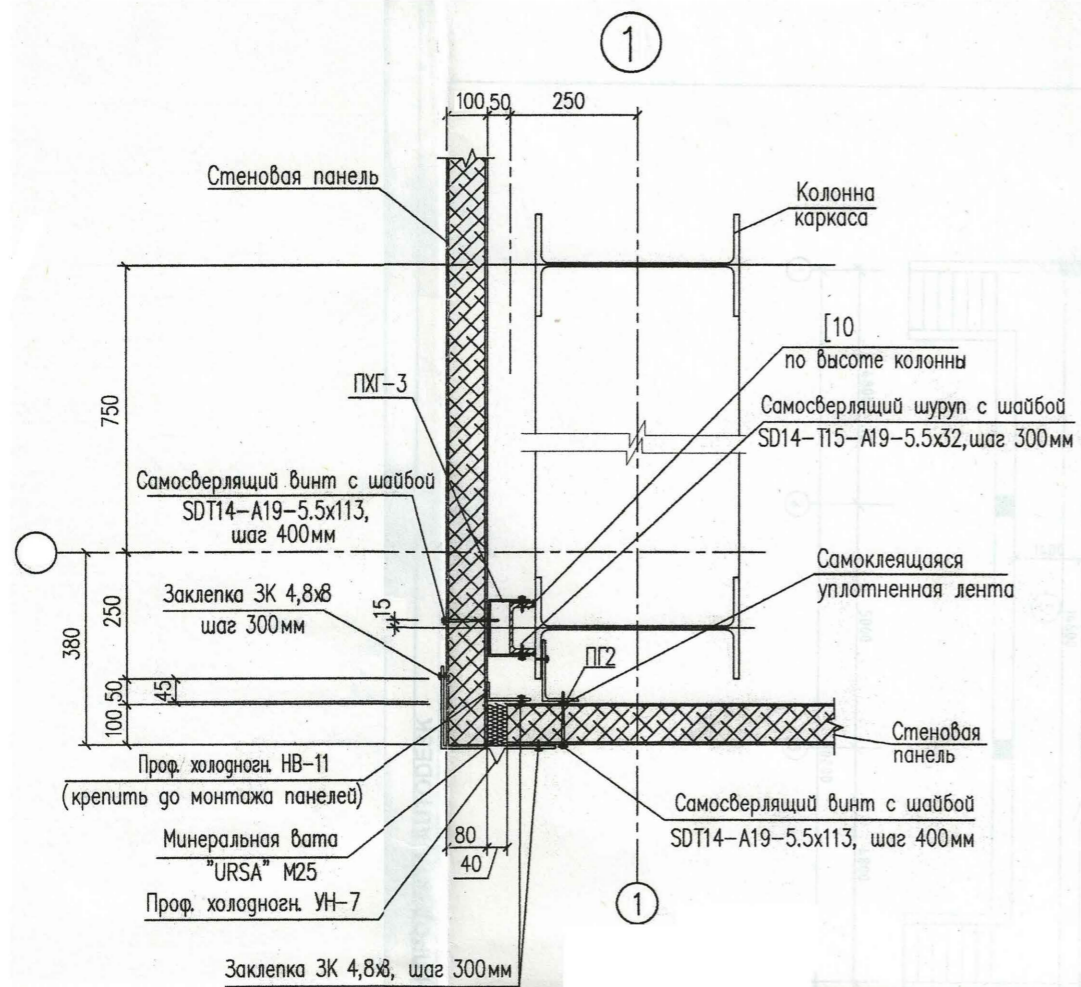 1
100 50 250
Стеновая панель
Колонна
каркаса
[10
по высоте колонны
ПХГ-3
Самосверлящий шуруп с шайбой
SD14-T15-A19-5.5х32, шаг 300мм
750
Самосверлящий винт с шайбой
SDT14-A19-5.5х113,
шаг 400мм
Самоклеящаяся
уплотненная лента
Заклепка ЗК 4,8х8
шаг 300мм
15
250
380
ПГ2
50
45
100
Стеновая
панель
Проф. холодногн. НВ-11
(крепить до монтажа панелей)
Самосверлящий винт с шайбой
SDT14-A19-5.5х113, шаг 400мм
Минеральная вата
"URSA" М25
80
40
Проф. холодногн. УН-7
1
Заклепка ЗК 4,8х8, шаг 300мм